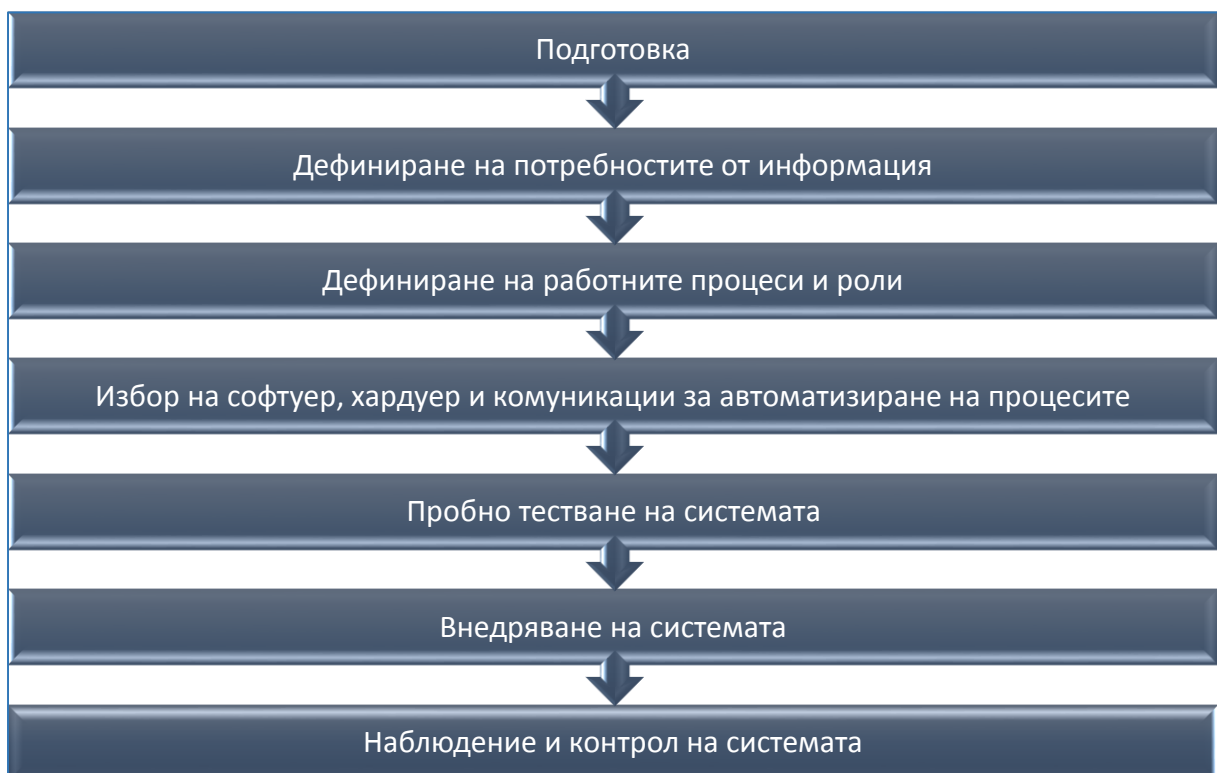 Подготовка
Дефиниране на потребностите от информация
Дефиниране на работните процеси и роли
Избор на софтуер, хардуер и комуникации за автоматизиране на процесите
Пробно тестване на системата
Внедряване на системата
Наблюдение и контрол на системата